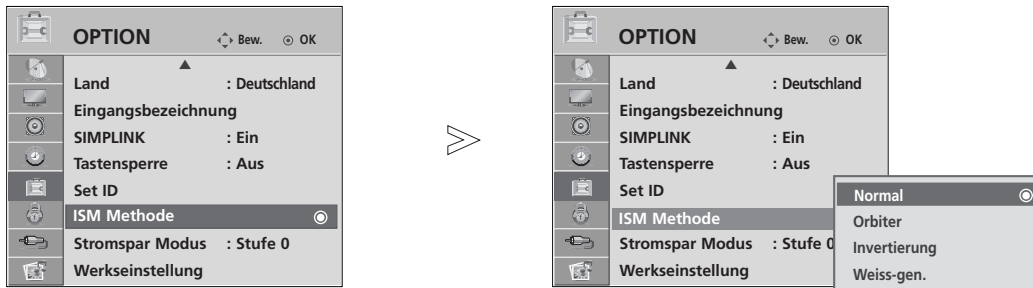 OPTION Bew. OK
Land : Deutschland
Eingangsbezeichnung
SIMPLINK : Ein
Tastensperre : Aus
Set ID
ISM Methode
Stromspar Modus : Stufe 0
Werkseinstellung
OPTION Bew. OK
Land : Deutschland
Eingangsbezeichnung
SIMPLINK : Ein
Tastensperre : Aus
Set ID
ISM Methode
Stromspar Modus : Stufe 0
Werkseinstellung
Normal
Orbiter
Invertierung
Weiss-gen.